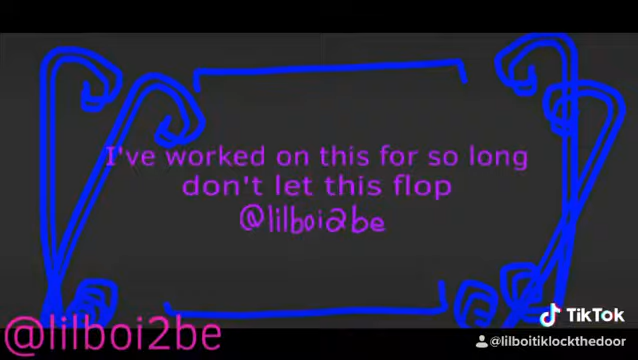 I've worked on this for so long
don't let this flop
@lilboi2be
@lilboi2be
TikTok
@lilboitiklockthedoor